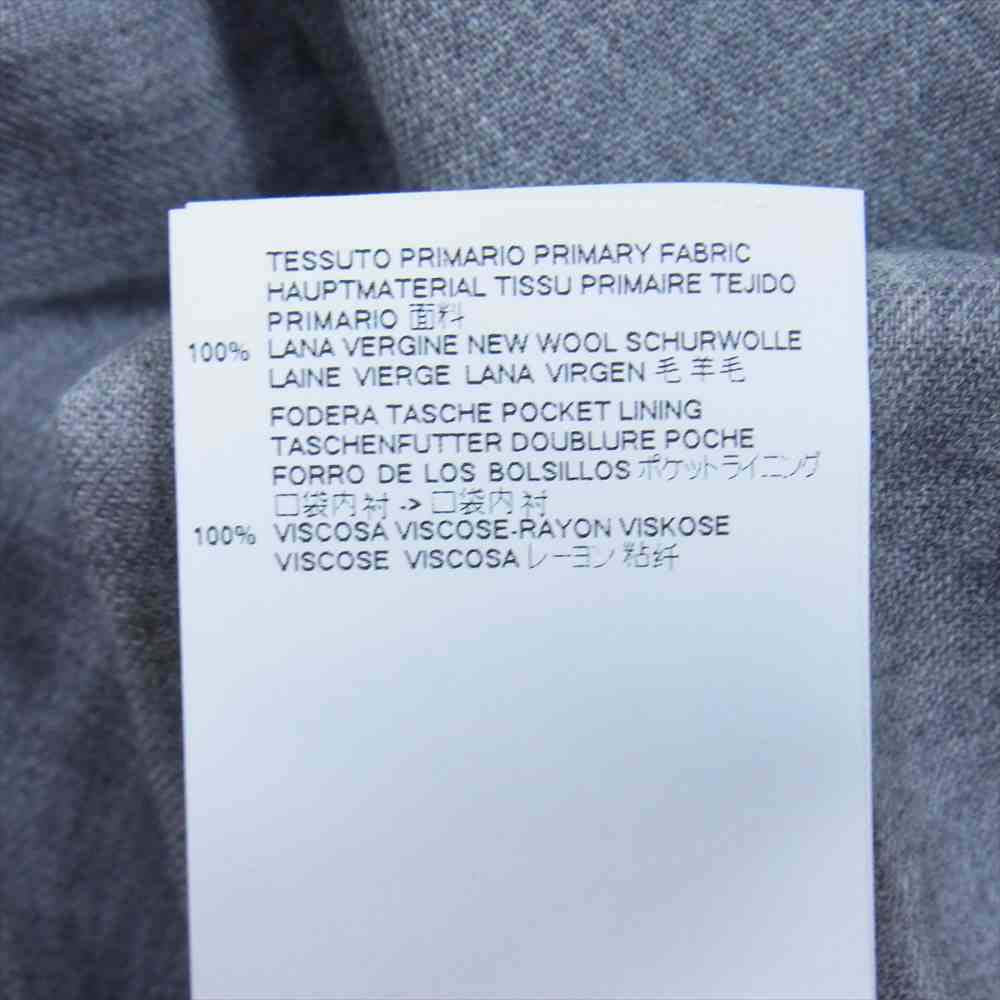 TESSUTO PRIMARIO PRIMARY FABRIC
HAUPTMATERIAL TISSU PRIMAIRE TEJIDO
PRIMARIO 面料
100% LANA VERGINE NEW WOOL SCHURWOLLE
LAINE VIERGE LANA VIRGEN 毛 羊毛
FODERA TASCHE POCKET LINING
TASCHENFUTTER DOUBLURE POCHE
FORRO DE LOS BOLSILLOS ポケットライニング
口袋内衬 -> 口袋内衬
100% VISCOSA VISCOSE-RAYON VISKOSE
VISCOSE VISCOSA レーヨン 粘纤